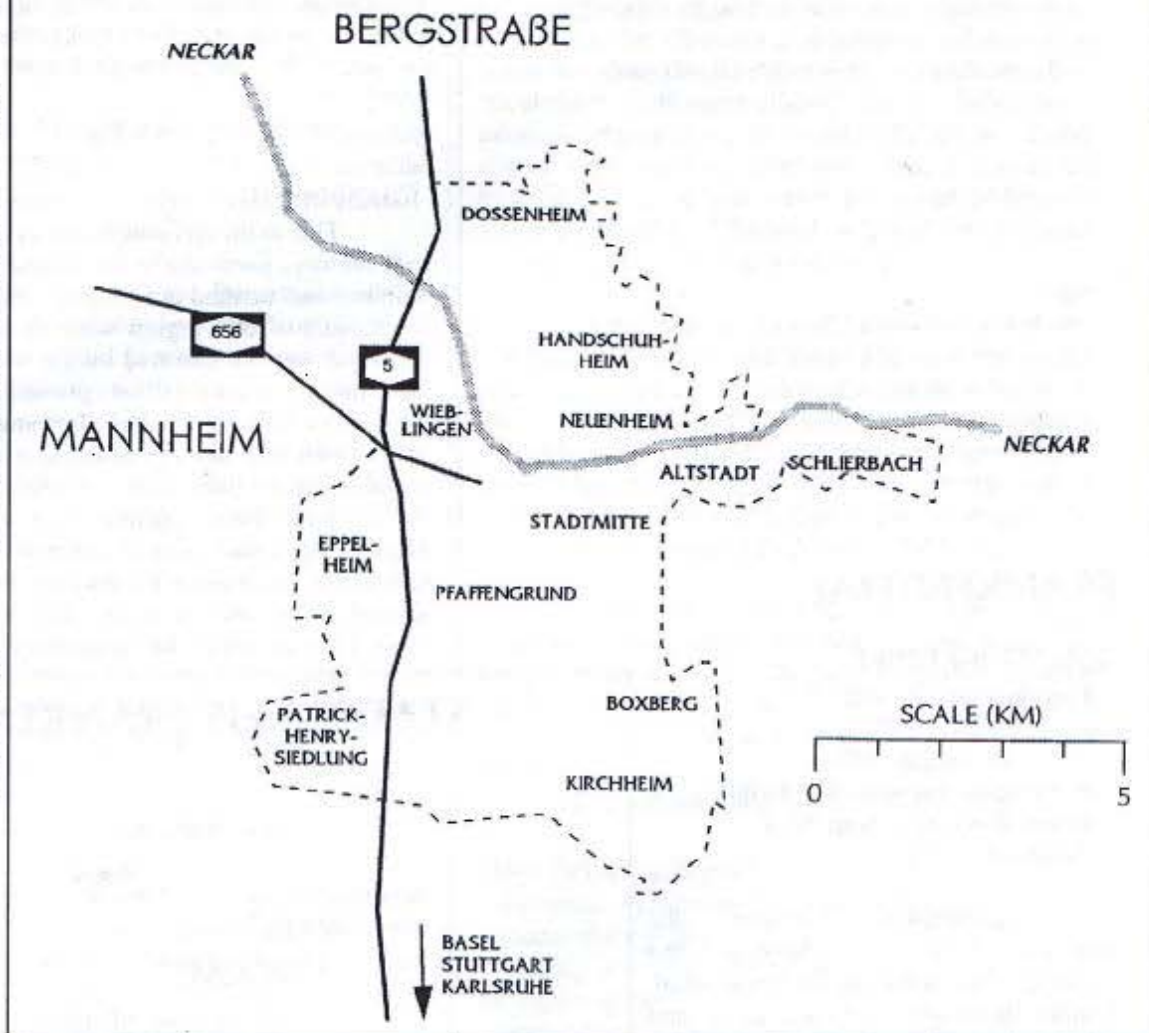 BERGSTRAßE
NECKAR
DOSSENHEIM
656
HANDSCHUH-
HEIM
5
WIEB-
LINGEN
NEUENHEIM
MANNHEIM
NECKAR
ALTSTADT
SCHLIERBACH
STADTMITTE
EPPEL-
HEIM
PFAFFENGRUND
BOXBERG
PATRICK-
HENRY-
SIEDLUNG
SCALE (KM)
KIRCHHEIM
0
5
BASEL
STUTTGART
KARLSRUHE